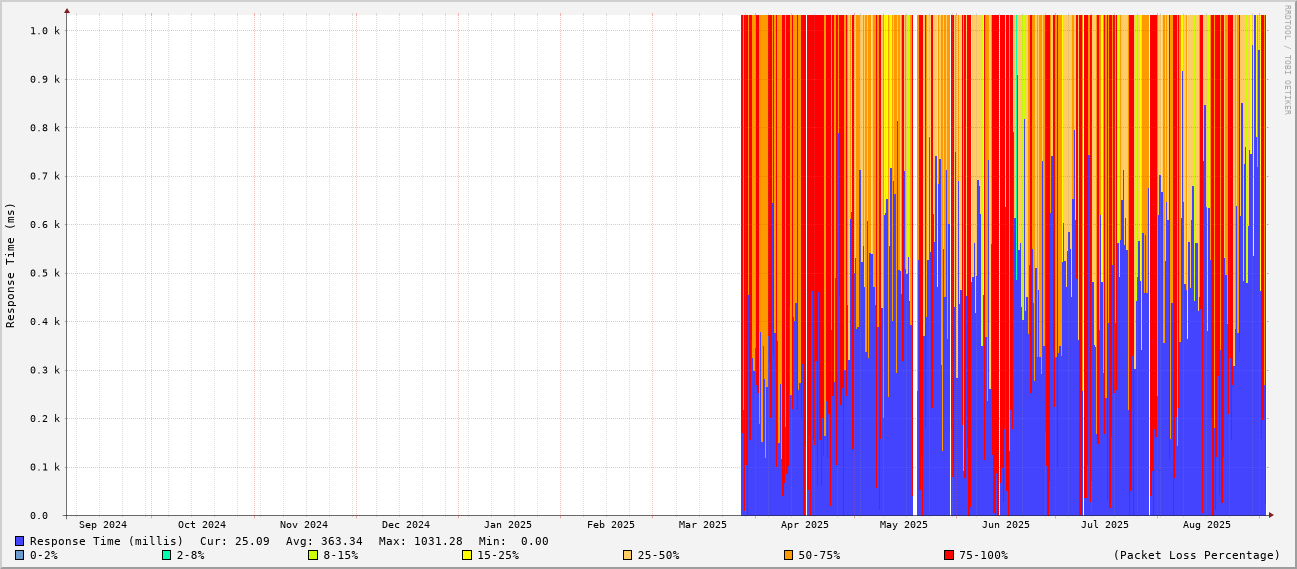 RRDTOOL / TOBI OETIKER
Response Time (ms)
1.0 k
0.9 k
0.8 k
0.7 k
0.6 k
0.5 k
0.4 k
0.3 k
0.2 k
0.1 k
0.0
Sep 2024 Oct 2024 Nov 2024 Dec 2024 Jan 2025 Feb 2025 Mar 2025 Apr 2025 May 2025 Jun 2025 Jul 2025 Aug 2025
Response Time (millis) Cur: 25.09 Avg: 363.34 Max: 1031.28 Min: 0.00
0-2% 2-8% 8-15% 15-25% 25-50% 50-75% 75-100% (Packet Loss Percentage)